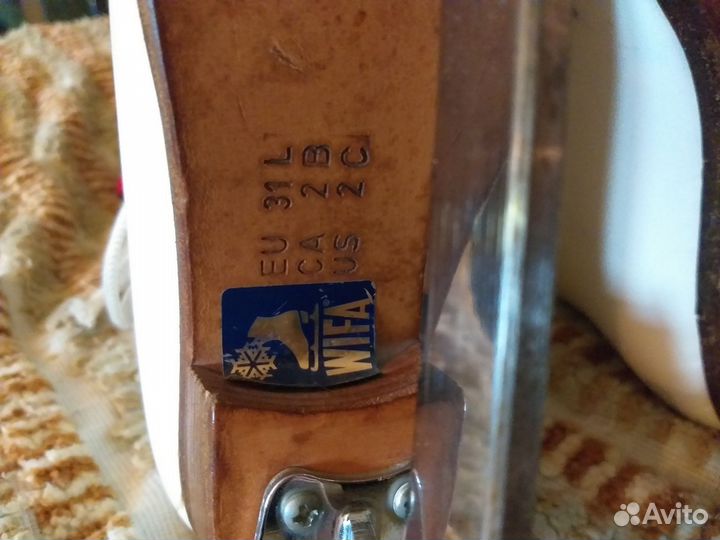 EU 31 L
CA 2 B
US 2 C
WIFA
Avito